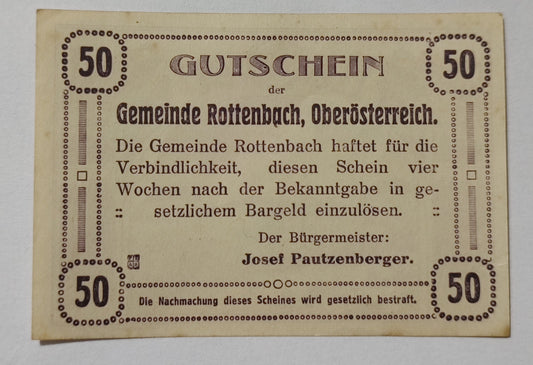 50 GUTSCHEIN 50
der
Gemeinde Rottenbach, Oberösterreich.
Die Gemeinde Rottenbach haftet für die
Verbindlichkeit, diesen Schein vier
Wochen nach der Bekanntgabe in ge-
:: setzlichem Bargeld einzulösen. ::
Der Bürgermeister:
Josef Pautzenberger.
50 50
Die Nachmachung dieses Scheines wird gesetzlich bestraft.